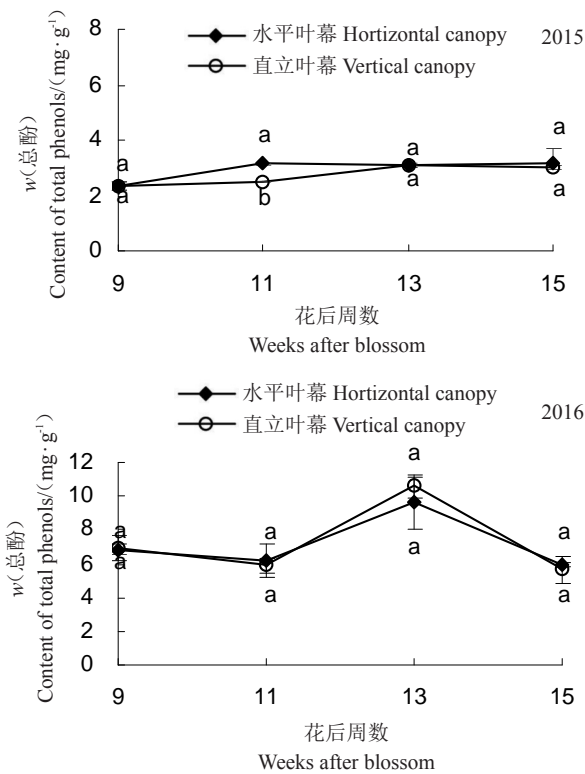 水平叶幕 Hortizontal canopy
2015
直立叶幕 Vertical canopy
w(总酚)
Content of total phenols/(mg·g-1)
8
6
4
2
0
a
a
a
b
a
a
a
a
9
11
13
15
花后周数
Weeks after blossom
水平叶幕 Hortizontal canopy
2016
直立叶幕 Vertical canopy
w(总酚)
Content of total phenols/(mg·g-1)
12
10
8
6
4
2
0
a
a
a
a
a
a
a
a
9
11
13
15
花后周数
Weeks after blossom